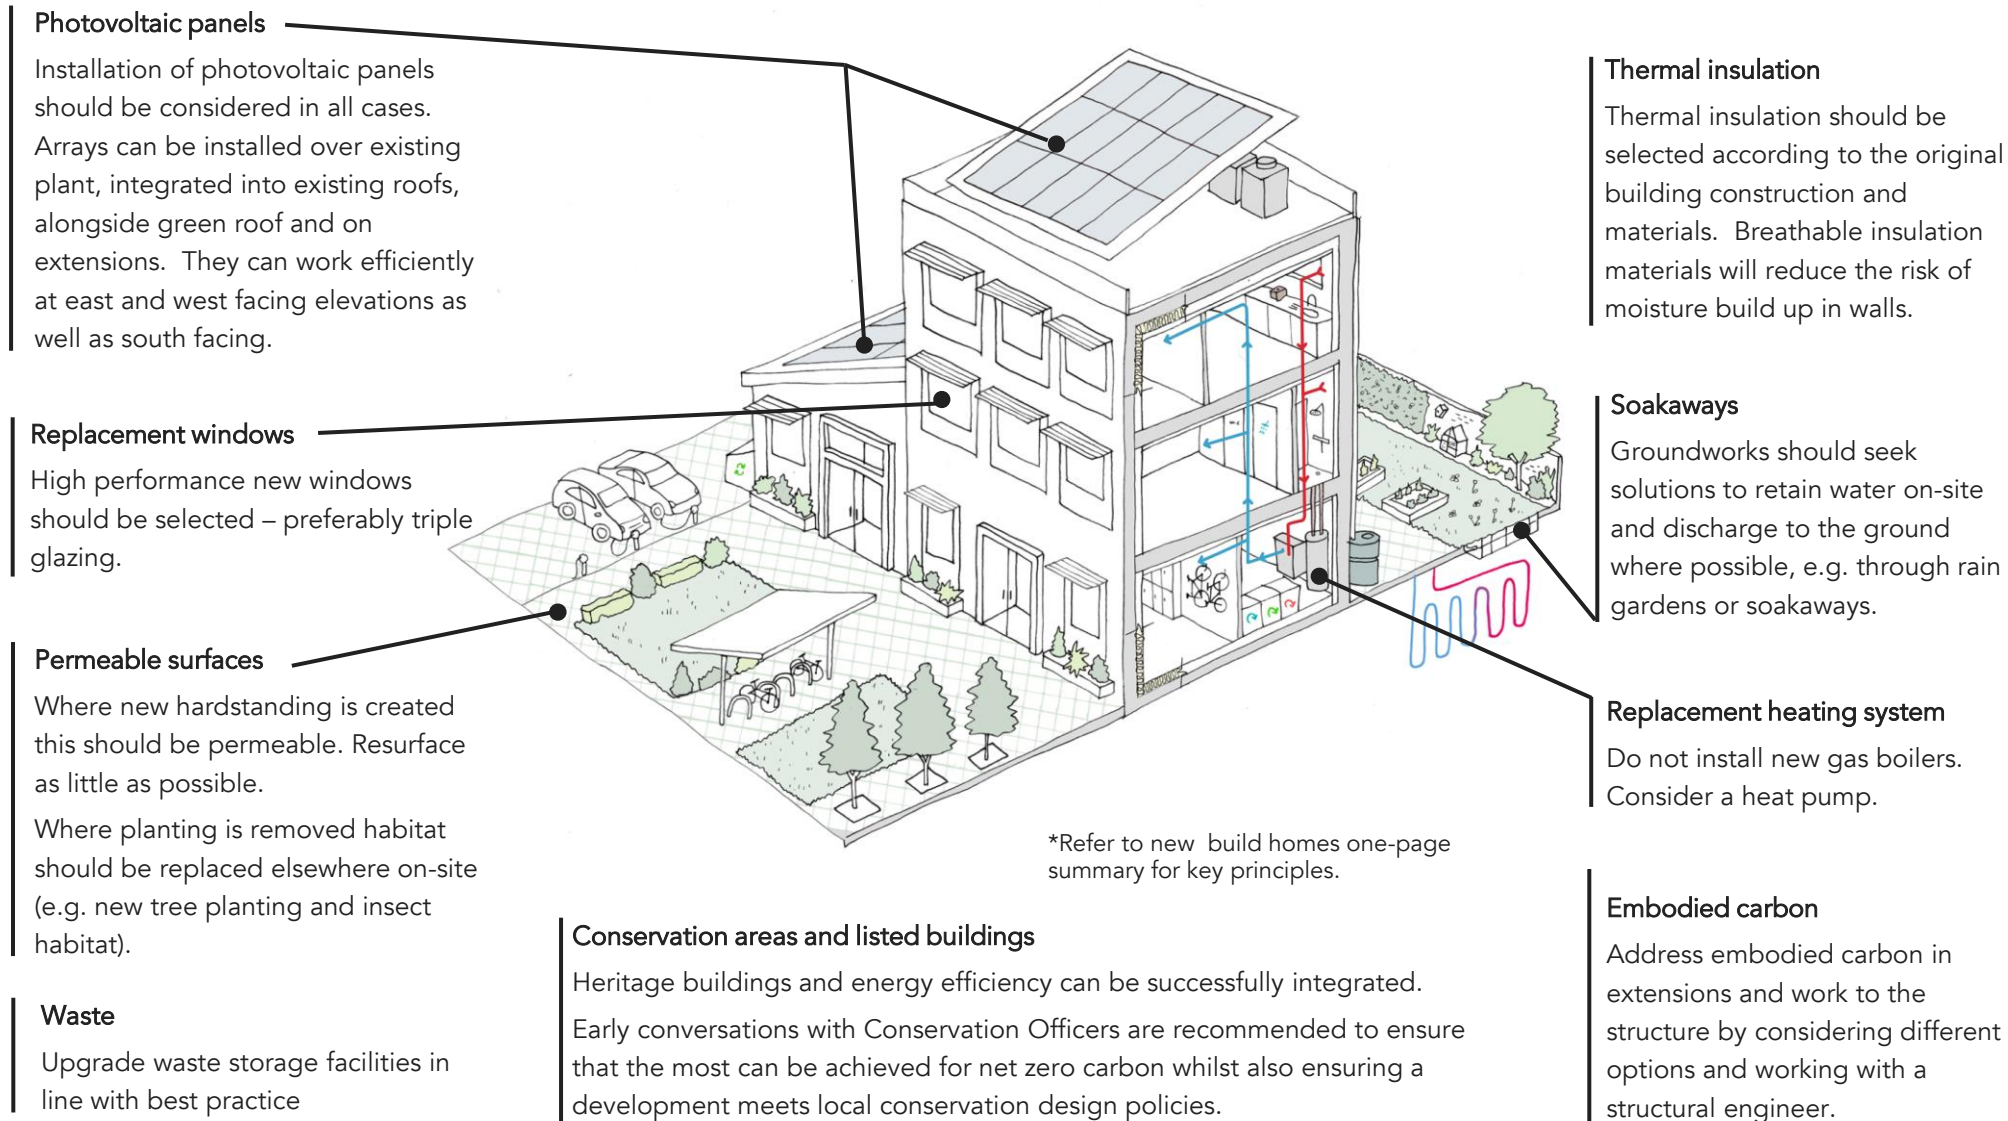 Photovoltaic panels
Installation of photovoltaic panels
should be considered in all cases.
Arrays can be installed over existing
plant, integrated into existing roofs,
alongside green roof and on
extensions.  They can work efficiently
at east and west facing elevations as
well as south facing.
Replacement windows
High performance new windows
should be selected – preferably triple
glazing.
Permeable surfaces
Where new hardstanding is created
this should be permeable. Resurface
as little as possible.
Where planting is removed habitat
should be replaced elsewhere on-site
(e.g. new tree planting and insect
habitat).
Waste
Upgrade waste storage facilities in
line with best practice
*Refer to new  build homes one-page
summary for key principles.
Conservation areas and listed buildings
Heritage buildings and energy efficiency can be successfully integrated.
Early conversations with Conservation Officers are recommended to ensure
that the most can be achieved for net zero carbon whilst also ensuring a
development meets local conservation design policies.
Thermal insulation
Thermal insulation should be
selected according to the original
building construction and
materials.  Breathable insulation
materials will reduce the risk of
moisture build up in walls.
Soakaways
Groundworks should seek
solutions to retain water on-site
and discharge to the ground
where possible, e.g. through rain
gardens or soakaways.
Replacement heating system
Do not install new gas boilers.
Consider a heat pump.
Embodied carbon
Address embodied carbon in
extensions and work to the
structure by considering different
options and working with a
structural engineer.